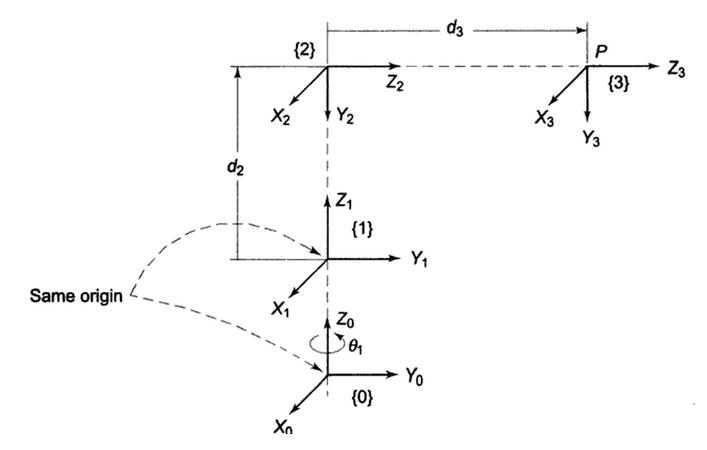 d₃
{2}
P
Z₂
{3}
Z₃
X₂
Y₂
X₃
Y₃
d₂
Z₁
{1}
Y₁
Same origin
X₁
Z₀
θ₁
Y₀
{0}
X₀